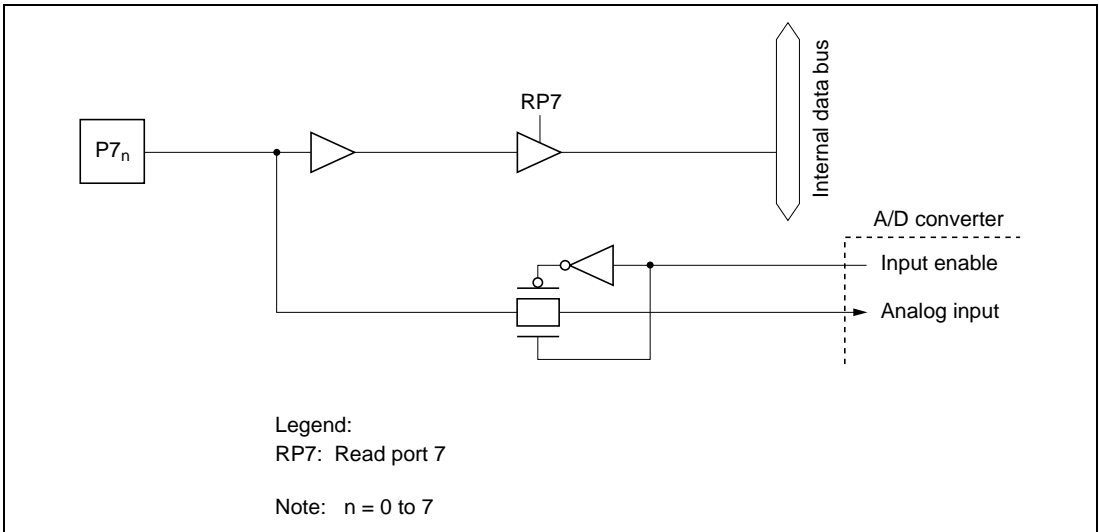 RP7
P7n
Internal data bus
A/D converter
Input enable
Analog input
Legend:
RP7: Read port 7
Note: n = 0 to 7